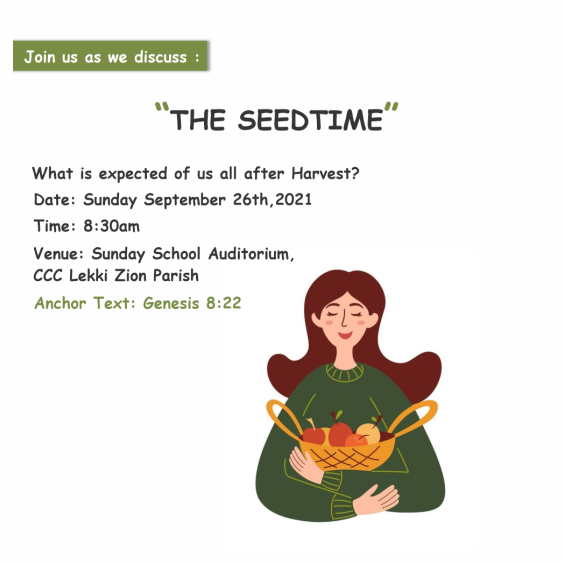 Join us as we discuss :
"THE SEEDTIME"
What is expected of us all after Harvest?
Date: Sunday September 26th,2021
Time: 8:30am
Venue: Sunday School Auditorium,
CCC Lekki Zion Parish
Anchor Text: Genesis 8:22